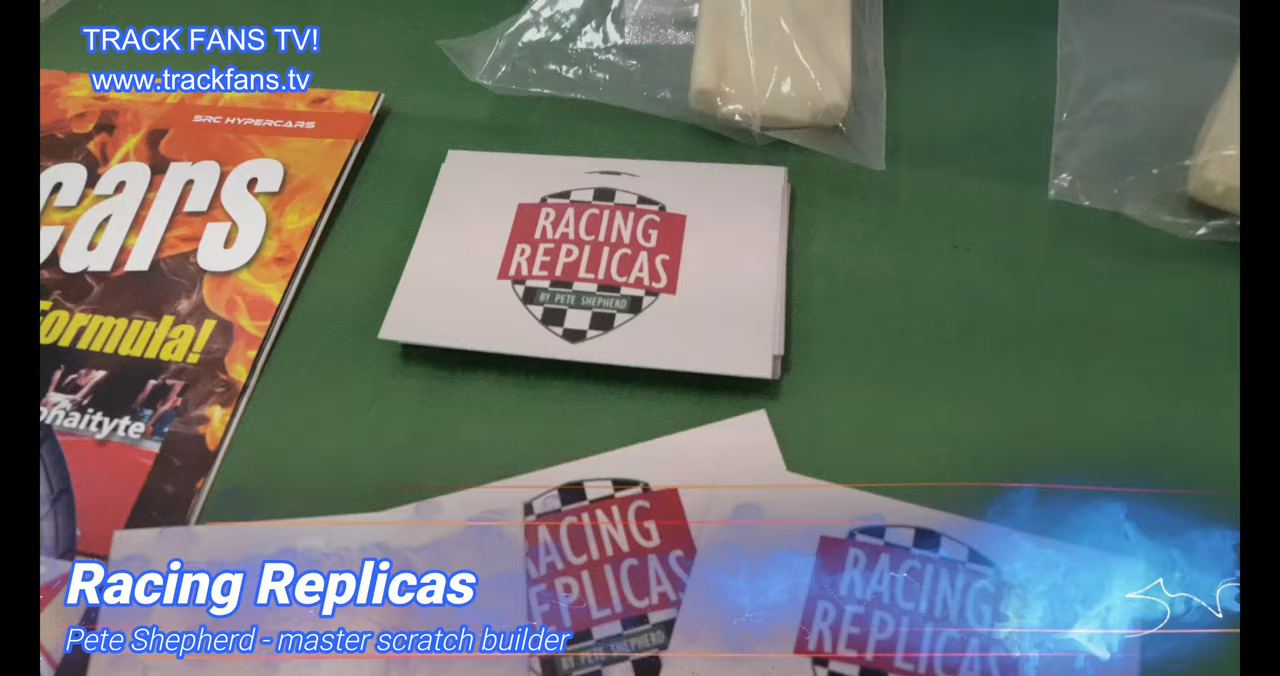 TRACK FANS TV!
www.trackfans.tv
SRC HYPERCARS
cars
Formula!
onaityte
RACING
REPLICAS
BY PETE SHEPHERD
RACING
REPLICAS
BY PETE SHEPHERD
RACING
REPLICAS
Racing Replicas
Pete Shepherd - master scratch builder